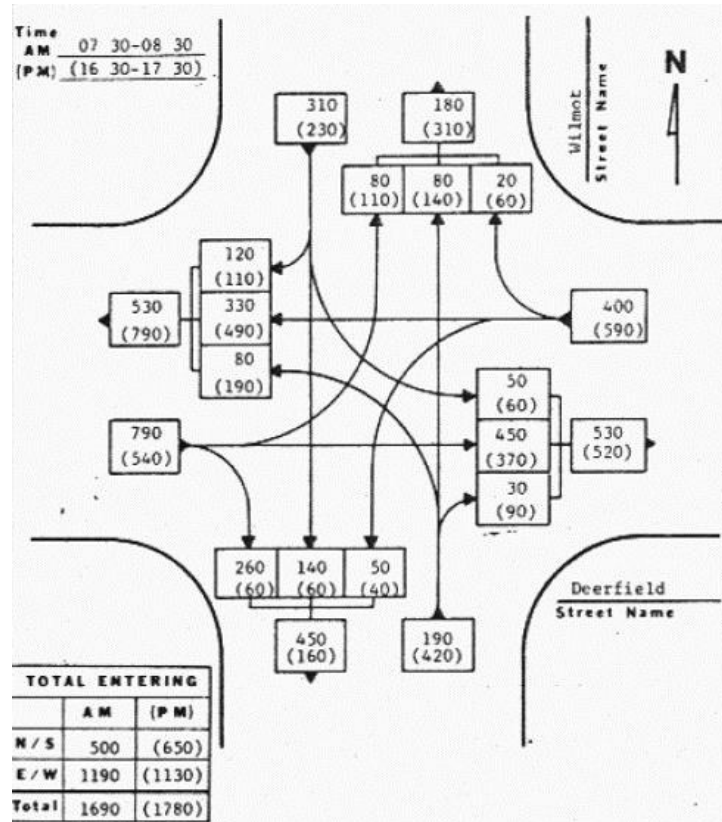 Time
AM 07 30-08 30
(PM) (16 30-17 30)
Wilmot
Street Name
N
310
(230)
180
(310)
80 80 20
(110) (140) (60)
120
(110)
530
(790)
330
(490)
80
(190)
400
(590)
790
(540)
50
(60)
450
(370)
30
(90)
530
(520)
260 140 50
(60) (60) (40)
450
(160)
190
(420)
Deerfield
Street Name
TOTAL ENTERING
AM (PM)
N/S 500 (650)
E/W 1190 (1130)
Total 1690 (1780)